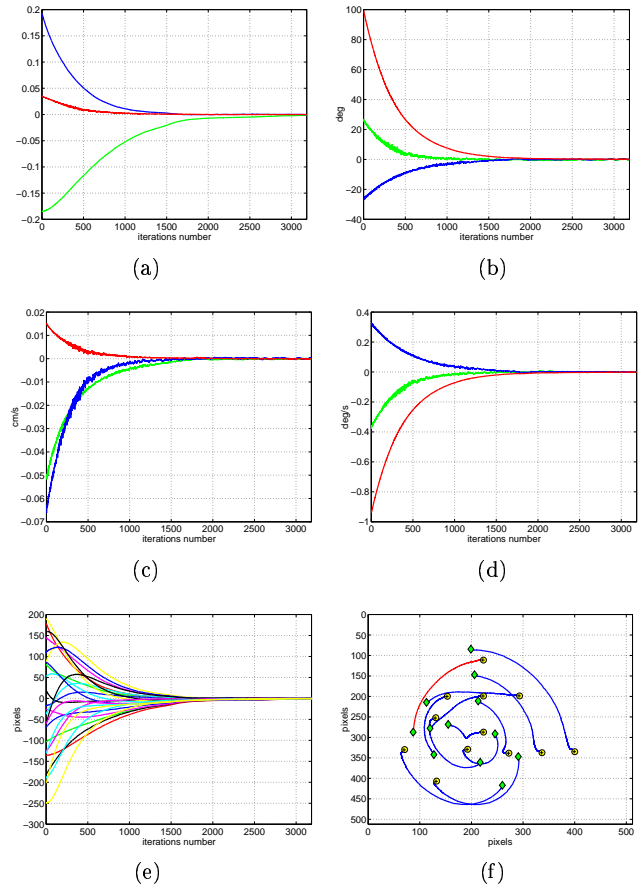 0.2
0.15
0.1
0.05
0
−0.05
−0.1
−0.15
−0.2
0 500 1000 1500 2000 2500 3000
iterations number
(a)
100
80
60
40
20
0
−20
−40
deg
0 500 1000 1500 2000 2500 3000
iterations number
(b)
0.02
0.01
0
−0.01
−0.02
−0.03
−0.04
−0.05
−0.06
−0.07
cm/s
0 500 1000 1500 2000 2500 3000
iterations number
(c)
0.4
0.2
0
−0.2
−0.4
−0.6
−0.8
−1
deg/s
0 500 1000 1500 2000 2500 3000
iterations number
(d)
200
150
100
50
0
−50
−100
−150
−200
−250
−300
pixels
0 500 1000 1500 2000 2500 3000
iterations number
(e)
0
50
100
150
200
250
300
350
400
450
500
pixels
0 100 200 300 400 500
pixels
(f)